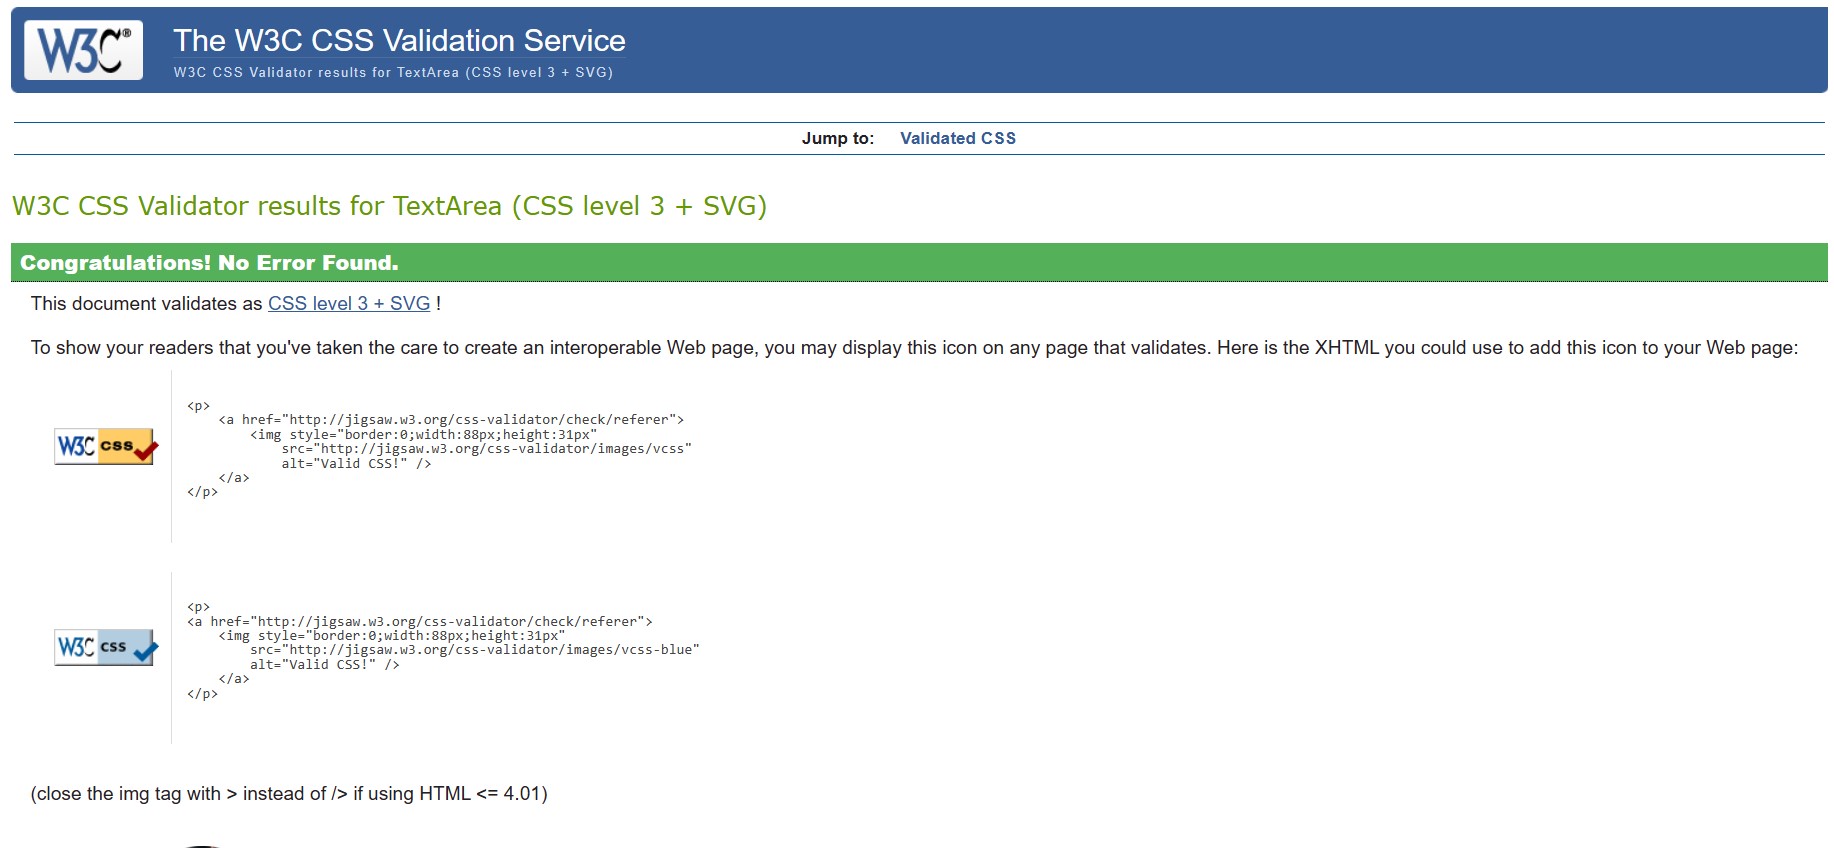 W3C®
The W3C CSS Validation Service
W3C CSS Validator results for TextArea (CSS level 3 + SVG)
Jump to: Validated CSS
W3C CSS Validator results for TextArea (CSS level 3 + SVG)
Congratulations! No Error Found.
This document validates as CSS level 3 + SVG !
To show your readers that you've taken the care to create an interoperable Web page, you may display this icon on any page that validates. Here is the XHTML you could use to add this icon to your Web page:
W3C css
<p>
    <a href="http://jigsaw.w3.org/css-validator/check/referer">
        <img style="border:0;width:88px;height:31px"
            src="http://jigsaw.w3.org/css-validator/images/vcss"
            alt="Valid CSS!" />
    </a>
</p>
W3C css
<p>
<a href="http://jigsaw.w3.org/css-validator/check/referer">
    <img style="border:0;width:88px;height:31px"
        src="http://jigsaw.w3.org/css-validator/images/vcss-blue"
        alt="Valid CSS!" />
    </a>
</p>
(close the img tag with > instead of /> if using HTML <= 4.01)